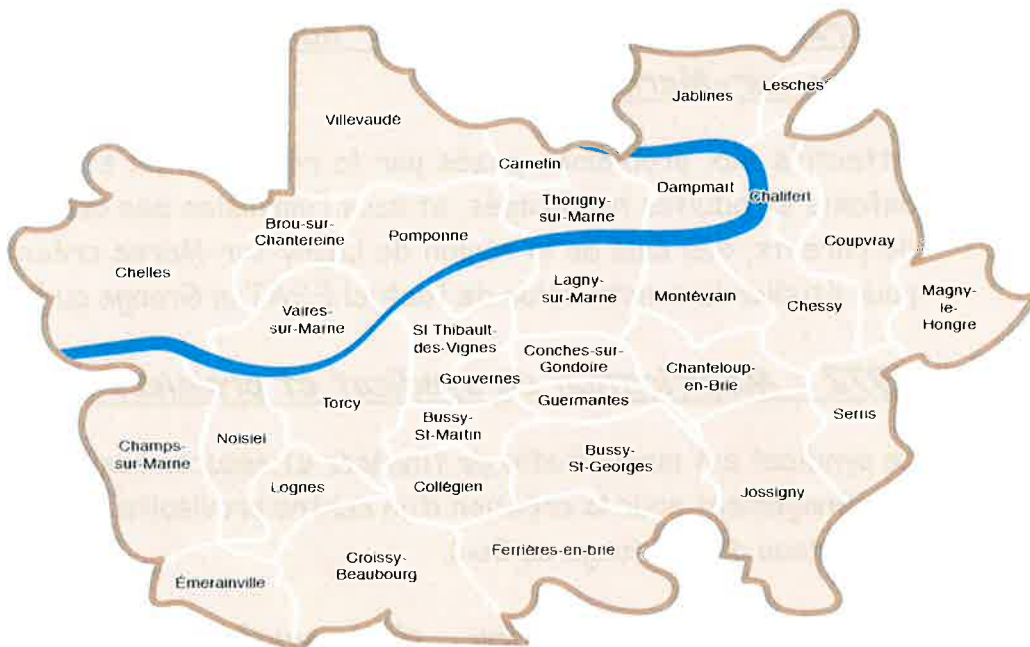 Jablines
Lesches
Villevaudé
Carnetin
Dampmart
Chalifert
Thorigny-
sur-Marne
Brou-sur-
Chantereine
Pomponne
Coupvray
Chelles
Lagny-
sur-Marne
Montévrain
Chessy
Magny-
le-
Hongre
Vaires-
sur-Marne
St Thibault-
des-Vignes
Conches-sur-
Gondoire
Chanteloup-
en-Brie
Gouvernes
Guermantes
Torcy
Serris
Bussy-
St-Martin
Noisiel
Champs-
sur-Marne
Bussy-
St-Georges
Lognes
Collégien
Jossigny
Ferrières-en-brie
Croissy-
Beaubourg
Émerainville